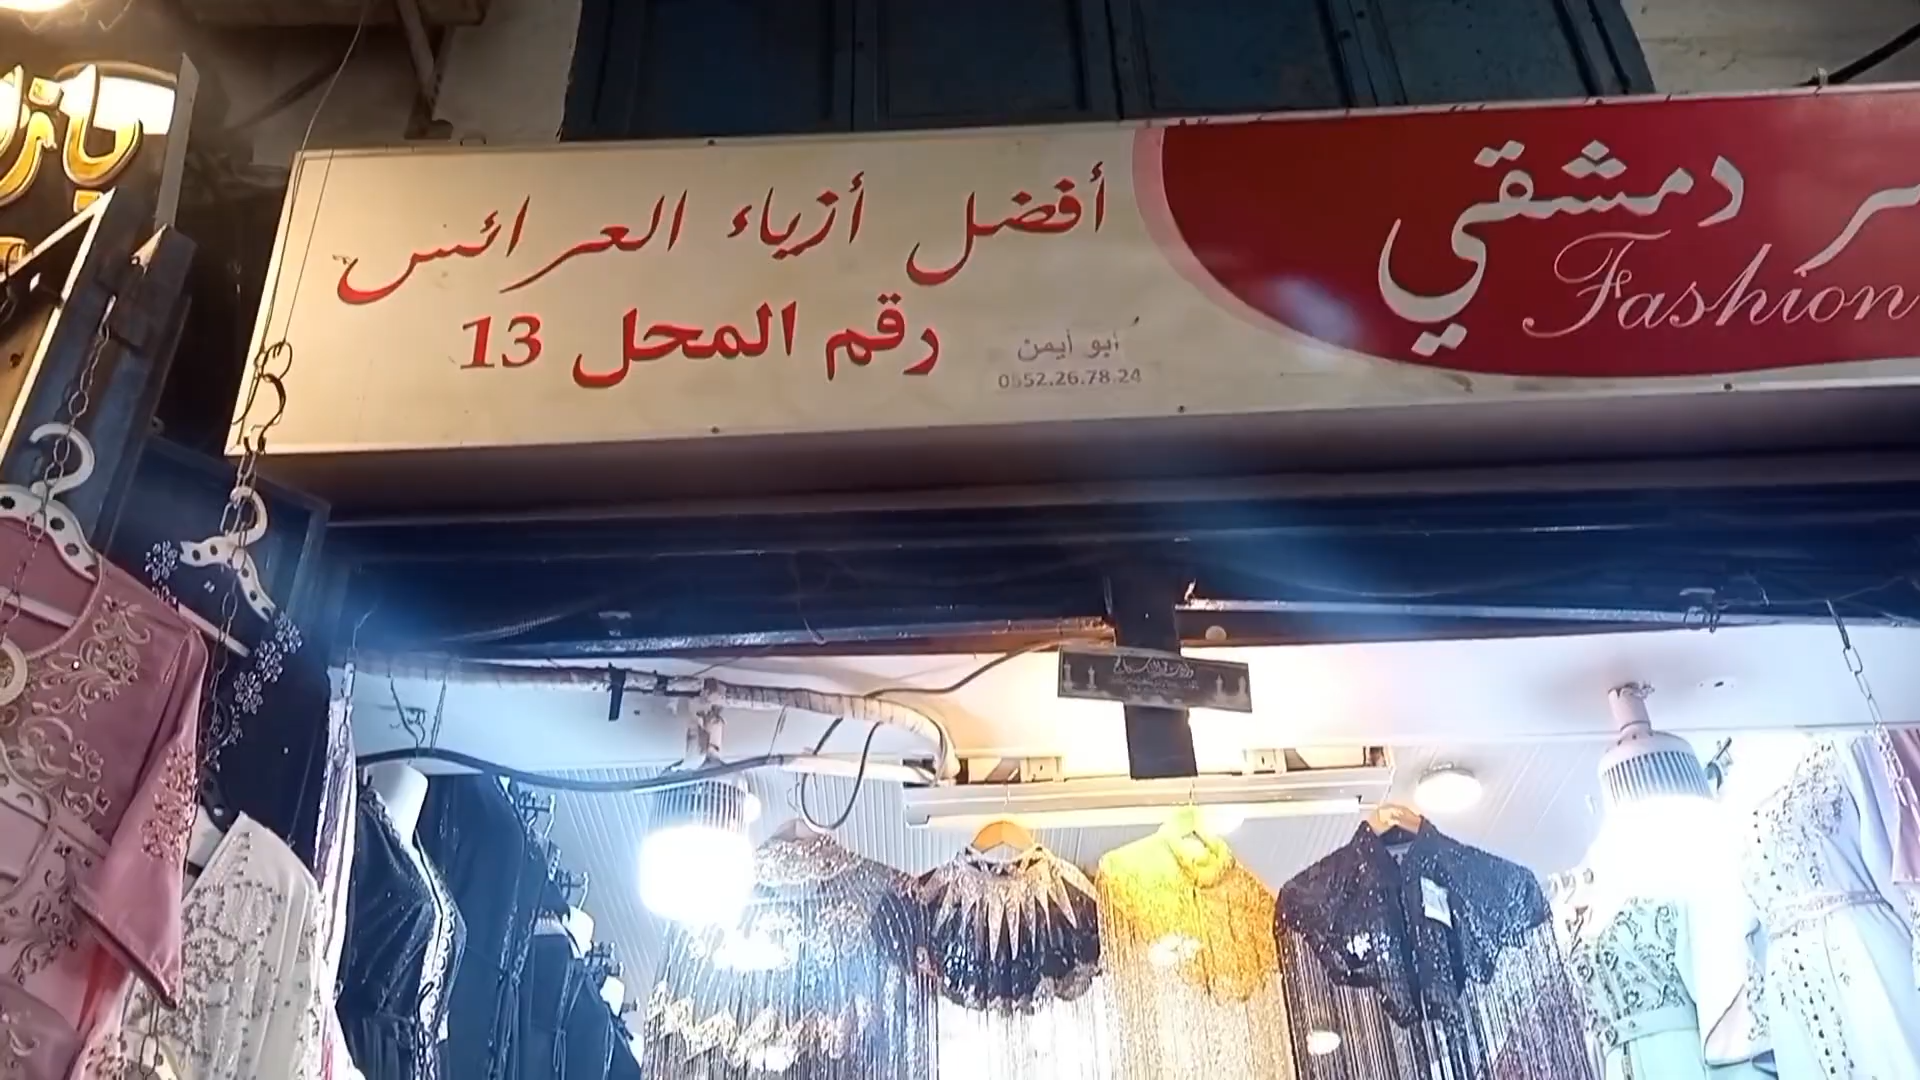 دمشقي
Fashion
أفضل أزياء العرائس
رقم المحل 13
أبو أيمن
0552.26.78.24